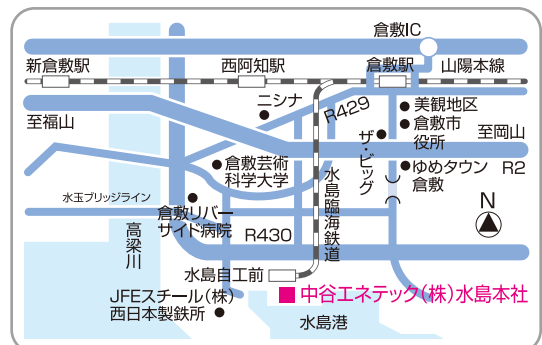 倉敷IC
新倉敷駅
西阿知駅
倉敷駅
山陽本線
ニシナ
R429
美観地区
倉敷市
役所
至福山
至岡山
ザ・ビッグ
倉敷芸術
科学大学
ゆめタウン
倉敷
R2
水島臨海鉄道
水玉ブリッジライン
倉敷リバー
サイド病院
高梁川
R430
N
水島自工前
中谷エネテック(株)水島本社
JFEスチール(株)
西日本製鉄所
水島港